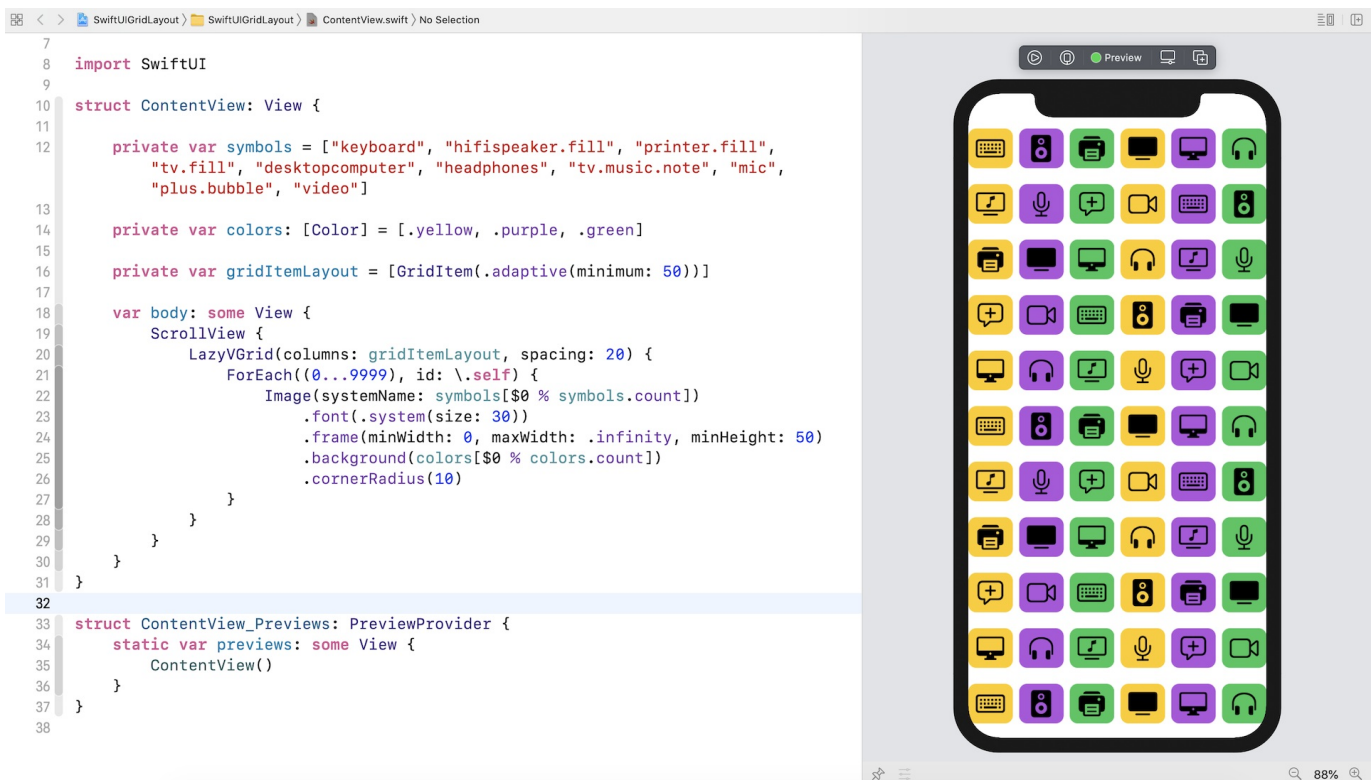 SwiftUIGridLayout SwiftUIGridLayout ContentView.swift No Selection
7
8 import SwiftUI
9
10 struct ContentView: View {
11
12 private var symbols = ["keyboard", "hifispeaker.fill", "printer.fill",
"tv.fill", "desktopcomputer", "headphones", "tv.music.note", "mic",
"plus.bubble", "video"]
13
14 private var colors: [Color] = [.yellow, .purple, .green]
15
16 private var gridItemLayout = [GridItem(.adaptive(minimum: 50))]
17
18 var body: some View {
19 ScrollView {
20 LazyVGrid(columns: gridItemLayout, spacing: 20) {
21 ForEach((0...9999), id: \.self) {
22 Image(systemName: symbols[$0 % symbols.count])
23 .font(.system(size: 30))
24 .frame(minWidth: 0, maxWidth: .infinity, minHeight: 50)
25 .background(colors[$0 % colors.count])
26 .cornerRadius(10)
27 }
28 }
29 }
30 }
31 }
32
33 struct ContentView_Previews: PreviewProvider {
34 static var previews: some View {
35 ContentView()
36 }
37 }
38
Preview
88%